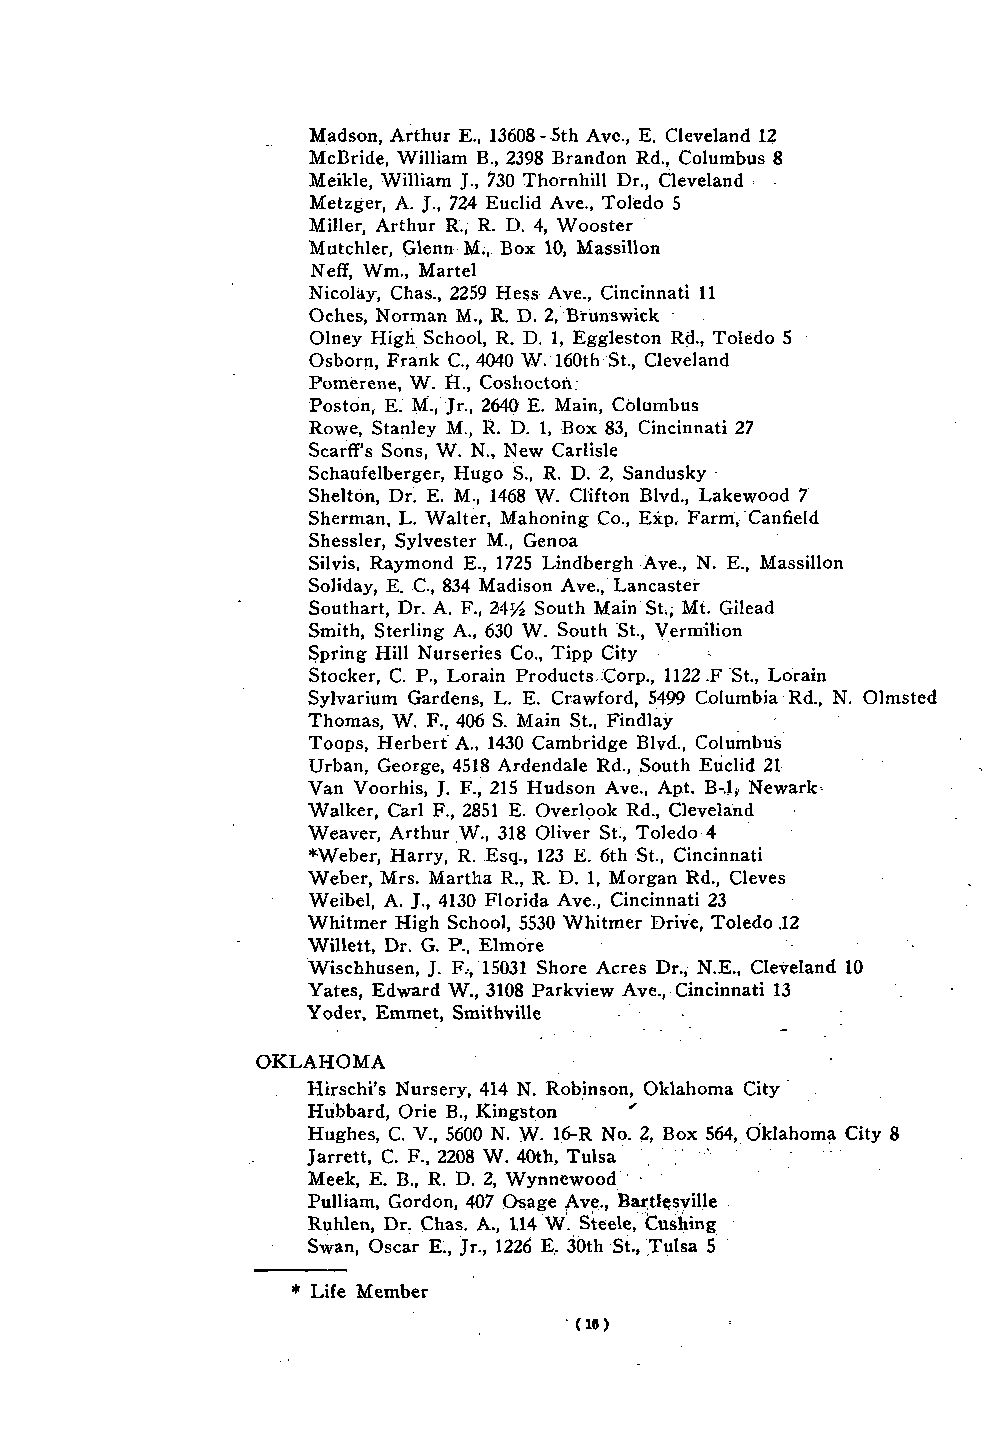 Madson, Arthur E., 13608 - 5th Ave., E. Cleveland 12
McBride, William B., 2398 Brandon Rd., Columbus 8
Meikle, William J., 730 Thornhill Dr., Cleveland
Metzger, A. J., 724 Euclid Ave., Toledo 5
Miller, Arthur R., R. D. 4, Wooster
Mutchler, Glenn M., Box 10, Massillon
Neff, Wm., Martel
Nicolay, Chas., 2259 Hess Ave., Cincinnati 11
Oches, Norman M., R. D. 2, Brunswick
Olney High School, R. D. 1, Eggleston Rd., Toledo 5
Osborn, Frank C., 4040 W. 160th St., Cleveland
Pomerene, W. H., Coshocton
Poston, E. M., Jr., 2640 E. Main, Columbus
Rowe, Stanley M., R. D. 1, Box 83, Cincinnati 27
Scarff's Sons, W. N., New Carlisle
Schaufelberger, Hugo S., R. D. 2, Sandusky
Shelton, Dr. E. M., 1468 W. Clifton Blvd., Lakewood 7
Sherman, L. Walter, Mahoning Co., Exp. Farm, Canfield
Shessler, Sylvester M., Genoa
Silvis, Raymond E., 1725 Lindbergh Ave., N. E., Massillon
Soliday, E. C., 834 Madison Ave., Lancaster
Southart, Dr. A. F., 24½ South Main St., Mt. Gilead
Smith, Sterling A., 630 W. South St., Vermilion
Spring Hill Nurseries Co., Tipp City
Stocker, C. P., Lorain Products Corp., 1122 F St., Lorain
Sylvarium Gardens, L. E. Crawford, 5499 Columbia Rd., N. Olmsted
Thomas, W. F., 406 S. Main St., Findlay
Toops, Herbert A., 1430 Cambridge Blvd., Columbus
Urban, George, 4518 Ardendale Rd., South Euclid 21
Van Voorhis, J. F., 215 Hudson Ave., Apt. B-1, Newark
Walker, Carl F., 2851 E. Overlook Rd., Cleveland
Weaver, Arthur W., 318 Oliver St., Toledo 4
*Weber, Harry, R. Esq., 123 E. 6th St., Cincinnati
Weber, Mrs. Martha R., R. D. 1, Morgan Rd., Cleves
Weibel, A. J., 4130 Florida Ave., Cincinnati 23
Whitmer High School, 5530 Whitmer Drive, Toledo 12
Willett, Dr. G. P., Elmore
Wischhusen, J. F., 15031 Shore Acres Dr., N.E., Cleveland 10
Yates, Edward W., 3108 Parkview Ave., Cincinnati 13
Yoder, Emmet, Smithville
OKLAHOMA
Hirschi's Nursery, 414 N. Robinson, Oklahoma City
Hubbard, Orie B., Kingston
Hughes, C. V., 5600 N. W. 16-R No. 2, Box 564, Oklahoma City 8
Jarrett, C. F., 2208 W. 40th, Tulsa
Meek, E. B., R. D. 2, Wynnewood
Pulliam, Gordon, 407 Osage Ave., Bartlesville
Ruhlen, Dr. Chas. A., 114 W. Steele, Cushing
Swan, Oscar E., Jr., 1226 E. 30th St., Tulsa 5
* Life Member
(16)